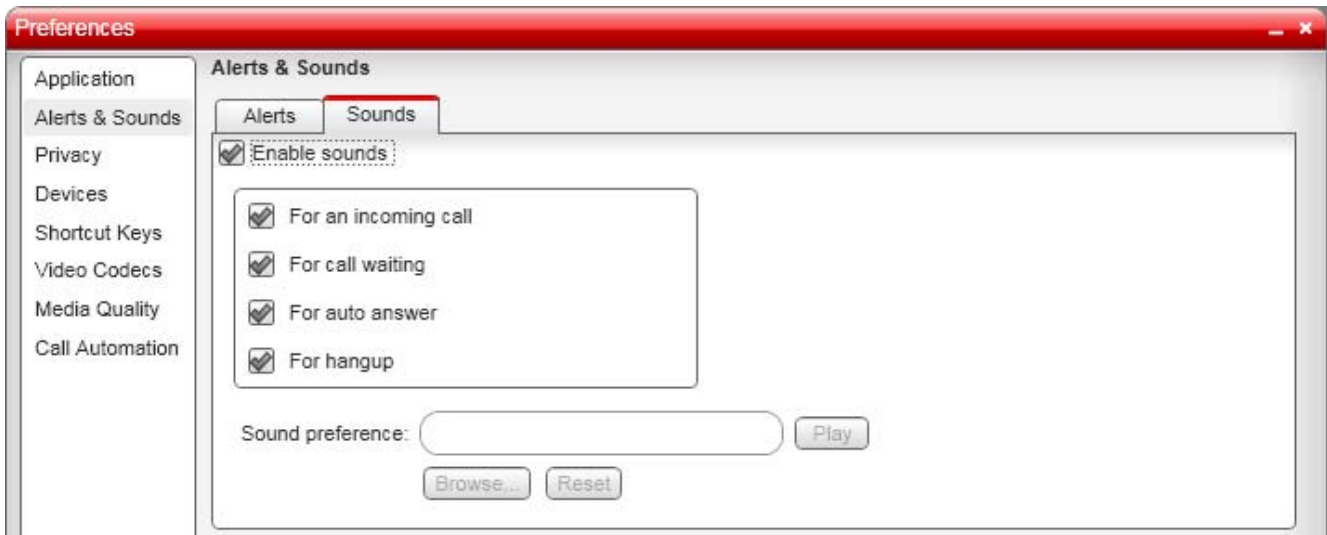 Preferences
Application
Alerts & Sounds
Privacy
Devices
Shortcut Keys
Video Codecs
Media Quality
Call Automation
Alerts & Sounds
Alerts Sounds
Enable sounds
For an incoming call
For call waiting
For auto answer
For hangup
Sound preference: Play
Browse... Reset